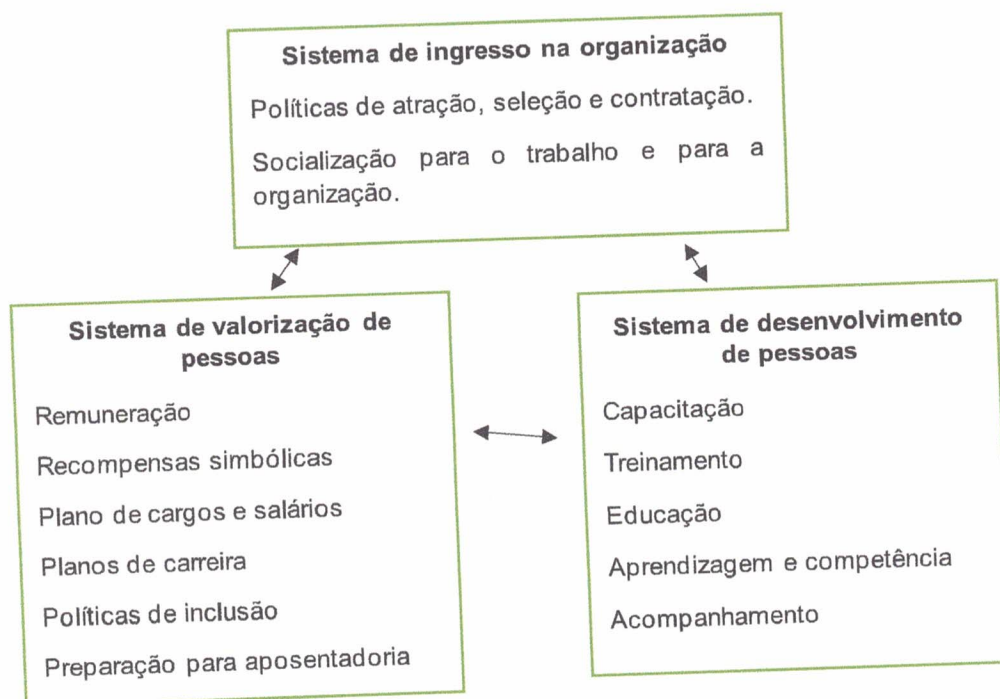 Sistema de ingresso na organização
Políticas de atração, seleção e contratação.
Socialização para o trabalho e para a
organização.
Sistema de valorização de
pessoas
Remuneração
Recompensas simbólicas
Plano de cargos e salários
Planos de carreira
Políticas de inclusão
Preparação para aposentadoria
Sistema de desenvolvimento
de pessoas
Capacitação
Treinamento
Educação
Aprendizagem e competência
Acompanhamento